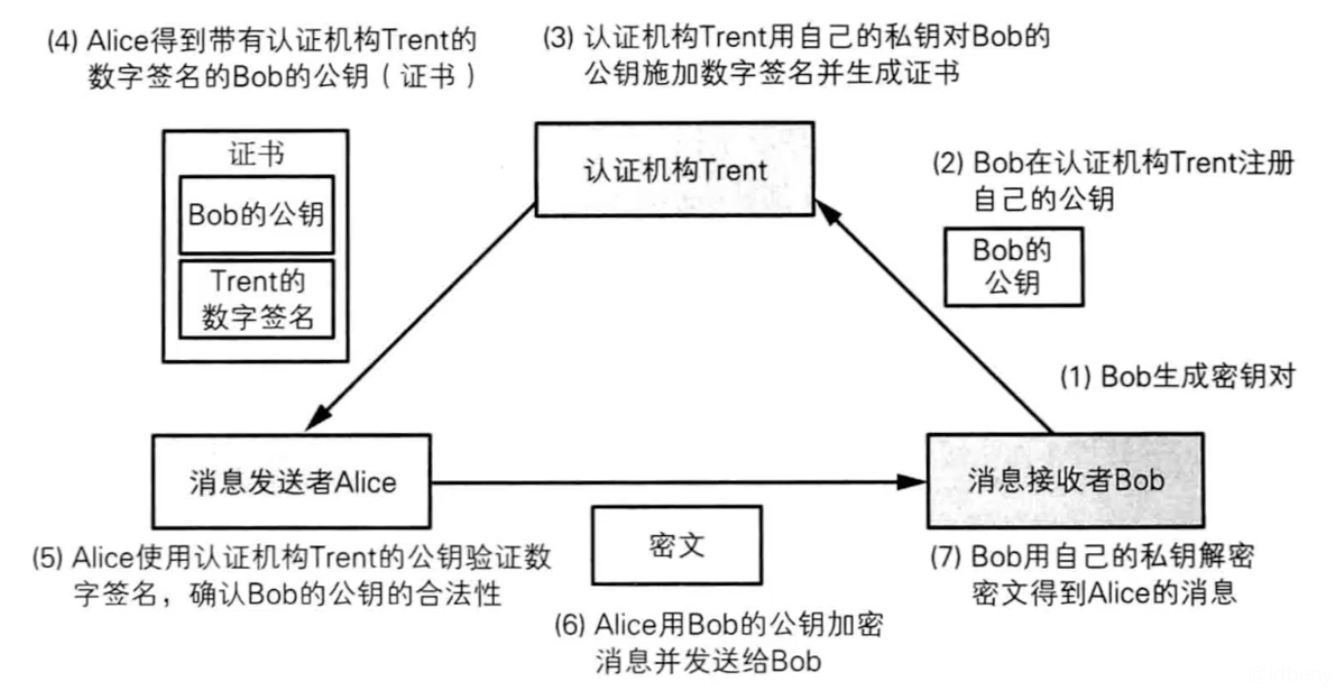 (4) Alice得到带有认证机构Trent的
数字签名的Bob的公钥（证书）
(3) 认证机构Trent用自己的私钥对Bob的
公钥施加数字签名并生成证书
证书
Bob的公钥
Trent的
数字签名
认证机构Trent
(2) Bob在认证机构Trent注册
自己的公钥
Bob的
公钥
(1) Bob生成密钥对
消息发送者Alice
消息接收者Bob
(5) Alice使用认证机构Trent的公钥验证数
字签名，确认Bob的公钥的合法性
密文
(6) Alice用Bob的公钥加密
消息并发送给Bob
(7) Bob用自己的私钥解密
密文得到Alice的消息